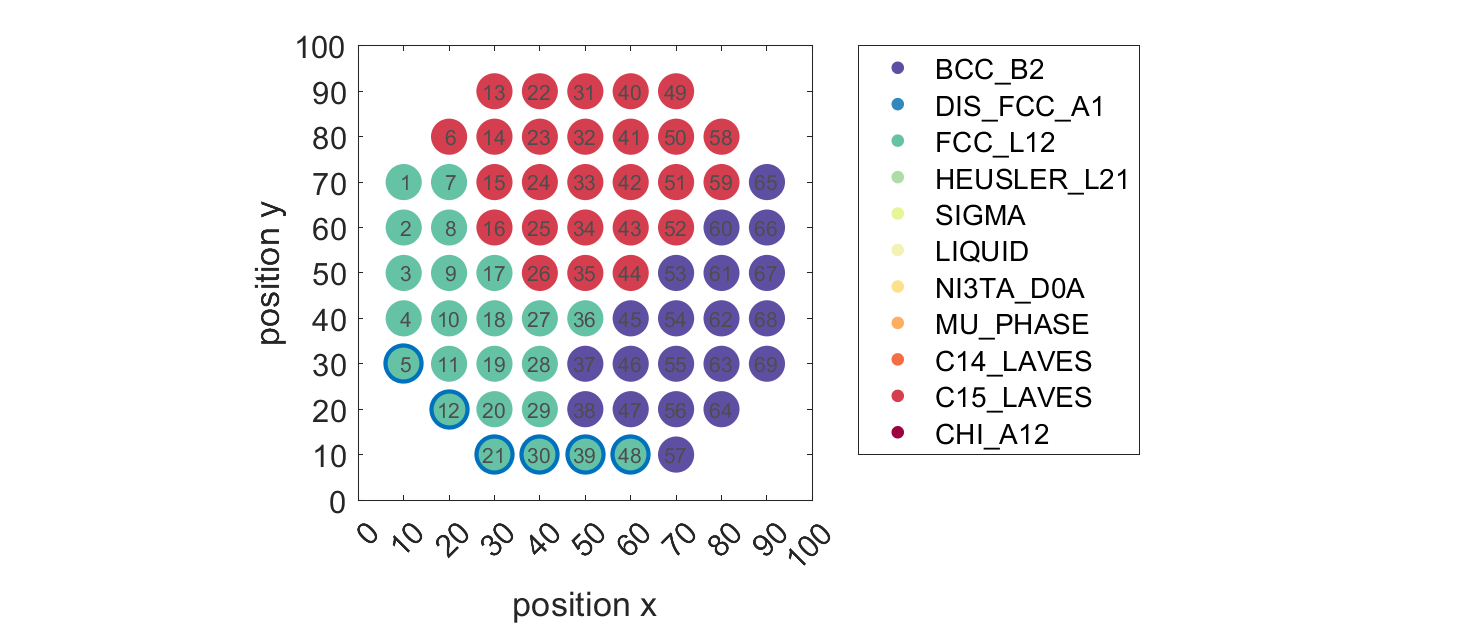 100
90 13 22 31 40 49
80 6 14 23 32 41 50 58
70 1 7 15 24 33 42 51 59 65
60 2 8 16 25 34 43 52 60 66
50 3 9 17 26 35 44 53 61 67
40 4 10 18 27 36 45 54 62 68
30 5 11 19 28 37 46 55 63 69
20 12 20 29 38 47 56 64
10 21 30 39 48 57
0
0 10 20 30 40 50 60 70 80 90 100
position x
position y
BCC_B2
DIS_FCC_A1
FCC_L12
HEUSLER_L21
SIGMA
LIQUID
NI3TA_D0A
MU_PHASE
C14_LAVES
C15_LAVES
CHI_A12